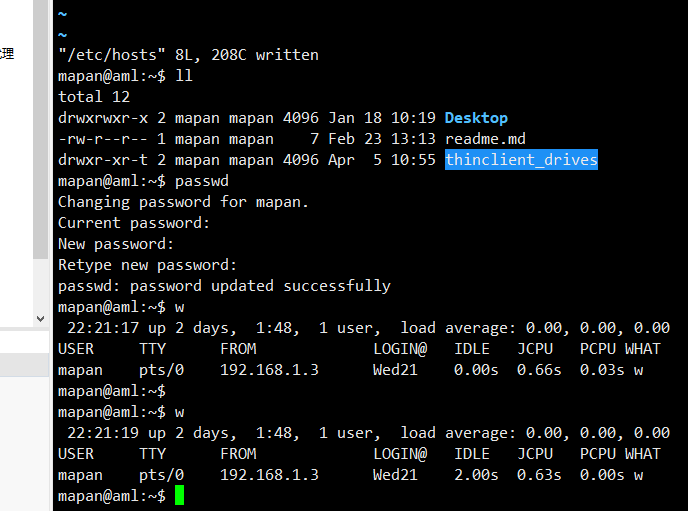 ~
~
理
"/etc/hosts" 8L, 208C written
mapan@aml:~$ ll
total 12
drwxrwxr-x 2 mapan mapan 4096 Jan 18 10:19 Desktop
-rw-r--r-- 1 mapan mapan    7 Feb 23 13:13 readme.md
drwxr-xr-t 2 mapan mapan 4096 Apr  5 10:55 thinclient_drives
mapan@aml:~$ passwd
Changing password for mapan.
Current password:
New password:
Retype new password:
passwd: password updated successfully
mapan@aml:~$ w
 22:21:17 up 2 days,  1:48,  1 user,  load average: 0.00, 0.00, 0.00
USER     TTY      FROM             LOGIN@   IDLE   JCPU   PCPU WHAT
mapan    pts/0    192.168.1.3      Wed21    0.00s  0.66s  0.03s w
mapan@aml:~$
mapan@aml:~$ w
 22:21:19 up 2 days,  1:48,  1 user,  load average: 0.00, 0.00, 0.00
USER     TTY      FROM             LOGIN@   IDLE   JCPU   PCPU WHAT
mapan    pts/0    192.168.1.3      Wed21    2.00s  0.63s  0.00s w
mapan@aml:~$